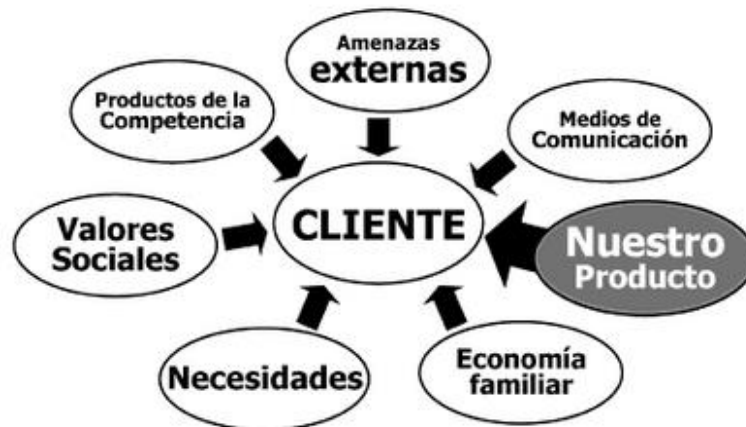 Amenazas
externas
Productos de la
Competencia
Medios de
Comunicación
Valores
Sociales
CLIENTE
Nuestro
Producto
Necesidades
Economía
familiar